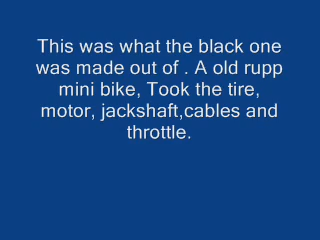 This was what the black one
was made out of . A old rupp
mini bike, Took the tire,
motor, jackshaft,cables and
throttle.